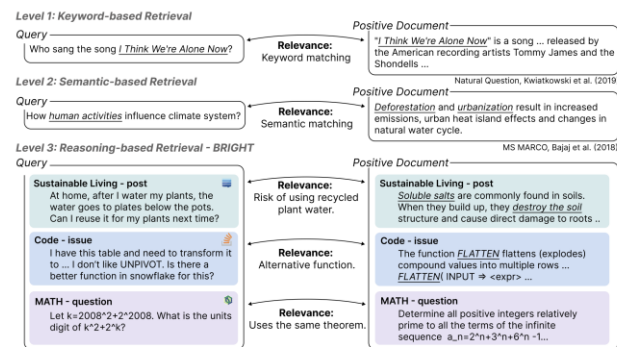 Level 1: Keyword-based Retrieval
Query
Who sang the song I Think We're Alone Now?
Relevance:
Keyword matching
Positive Document
"I Think We're Alone Now" is a song ... released by
the American recording artists Tommy James and the
Shondells ...
Natural Question, Kwiatkowski et al. (2019
Level 2: Semantic-based Retrieval
Query
How human activities influence climate system?
Relevance:
Semantic matching
Positive Document
Deforestation and urbanization result in increased
emissions, urban heat island effects and changes in
natural water cycle.
MS MARCO, Bajaj et al. (2018)
Level 3: Reasoning-based Retrieval - BRIGHT
Query
Positive Document
Sustainable Living - post
At home, after I water my plants, the
water goes to plates below the pots.
Can I reuse it for my plants next time?
Relevance:
Risk of using recycled
plant water.
Sustainable Living - post
Soluble salts are commonly found in soils.
When they build up, they destroy the soil
structure and cause direct damage to roots ..
Code - issue
I have this table and need to transform it
to ... I don't like UNPIVOT. Is there a
better function in snowflake for this?
Relevance:
Alternative function.
Code - issue
The function FLATTEN flattens (explodes)
compound values into multiple rows ...
FLATTEN( INPUT ⇒ <expr> ...
MATH - question
Let k=2008^2+2^2008. What is the units
digit of k^2+2^k?
Relevance:
Uses the same theorem.
MATH - question
Determine all positive integers relatively
prime to all the terms of the infinite
sequence a_n=2^n+3^n+6^n -1...